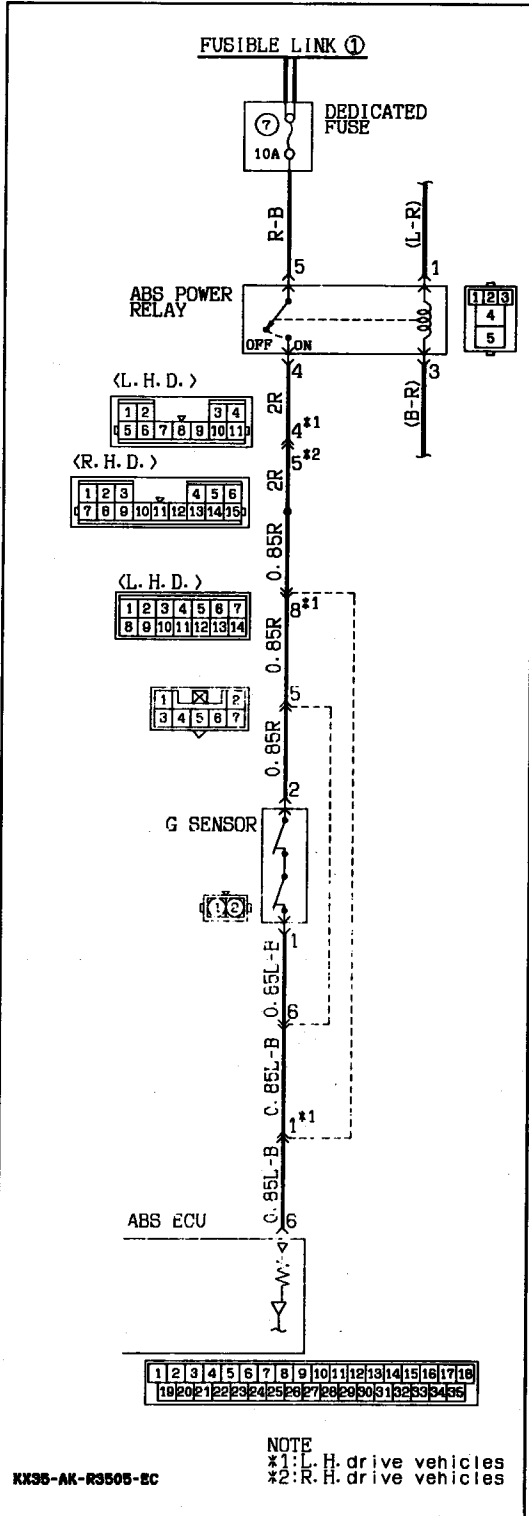 FUSIBLE LINK ①
DEDICATED
FUSE
⑦
10A
R-B
(L-R)
5
1
ABS POWER
RELAY
OFF
ON
1 2 3
4
5
4
3
(B-R)
2R
<L.H.D.>
1 2 3 4
5 6 7 8 9 10 11
4*1
5*2
<R.H.D.>
1 2 3 4 5 6
7 8 9 10 11 12 13 14 15
2R
0.85R
<L.H.D.>
1 2 3 4 5 6 7
8 9 10 11 12 13 14
8*1
0.85R
1 2
3 4 5 6 7
5
0.85R
2
G SENSOR
1 2
1
0.85L-B
6
0.85L-B
1*1
0.85L-B
ABS ECU
6
1 2 3 4 5 6 7 8 9 10 11 12 13 14 15 16 17 18
19 20 21 22 23 24 25 26 27 28 29 30 31 32 33 34 35
NOTE
*1:L.H.drive vehicles
*2:R.H.drive vehicles
KX35-AK-R3505-EC